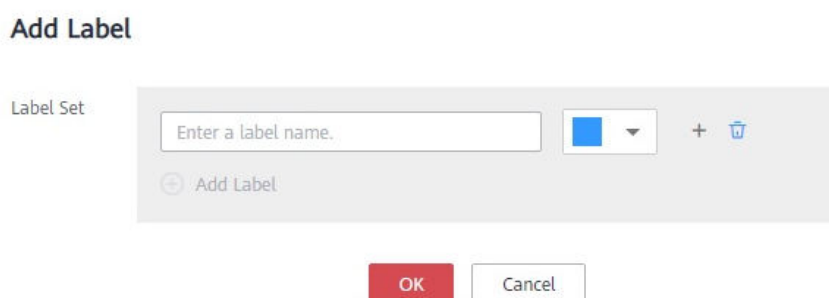 Add Label
Label Set
Enter a label name.
Add Label
OK
Cancel